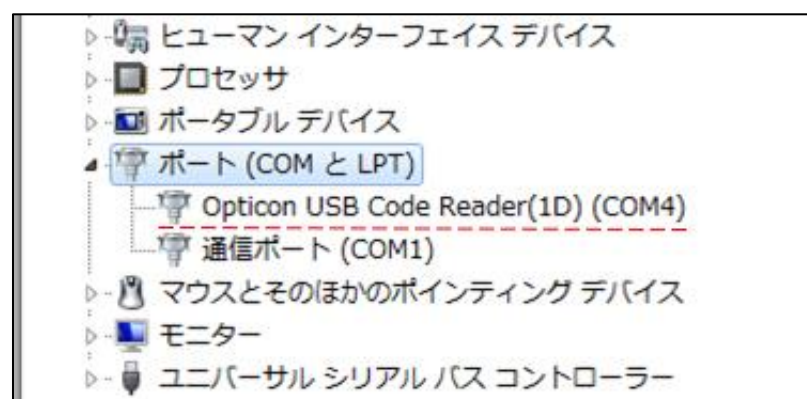 ヒューマン インターフェイス デバイス
プロセッサ
ポータブル デバイス
ポート (COM と LPT)
Opticon USB Code Reader(1D) (COM4)
通信ポート (COM1)
マウスとそのほかのポインティング デバイス
モニター
ユニバーサル シリアル バス コントローラー